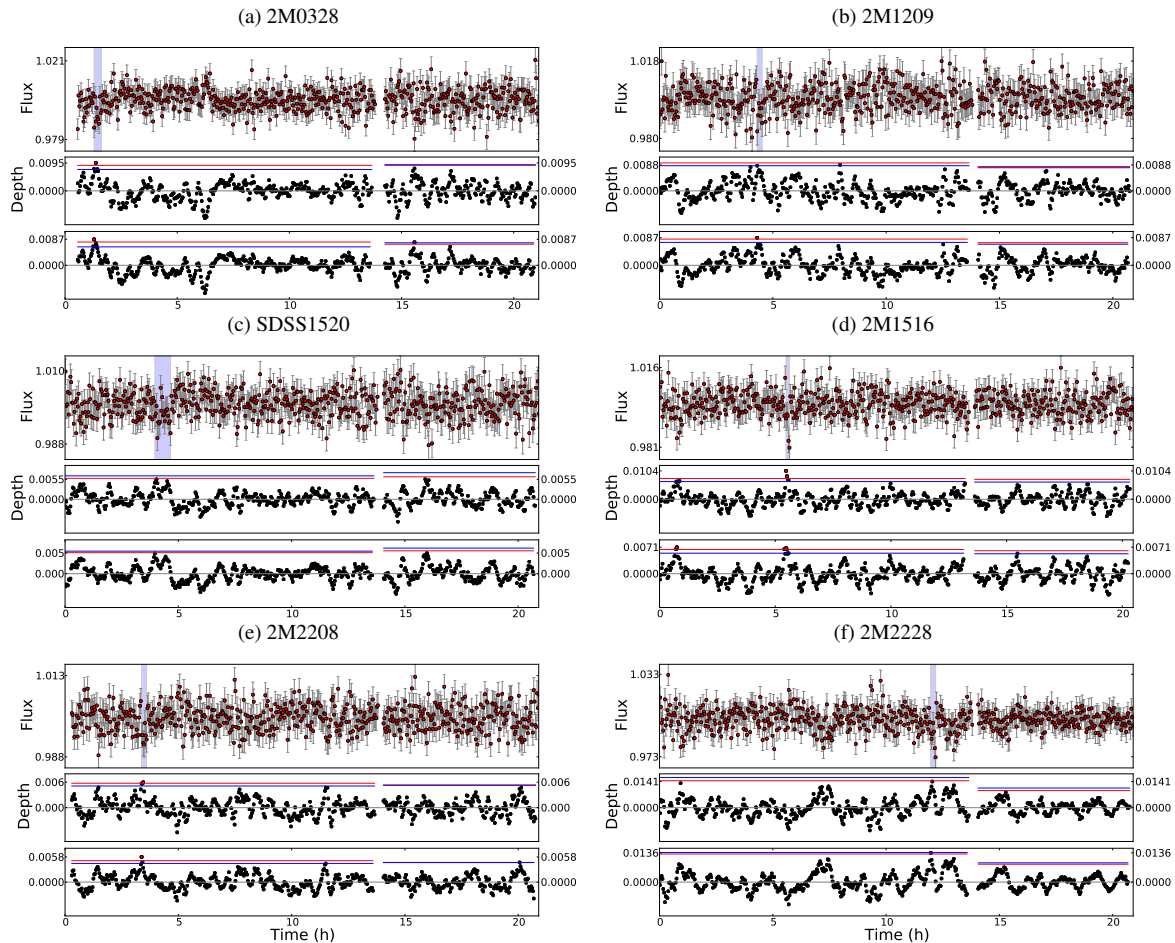 (a) 2M0328
1.021
Flux
0.979
0.0095 0.0095
Depth
0.0000 0.0000
0.0087 0.0087
0.0000 0.0000
0 5 10 15 20
(b) 2M1209
1.018
Flux
0.980
0.0088 0.0088
Depth
0.0000 0.0000
0.0087 0.0087
0.0000 0.0000
0 5 10 15 20
(c) SDSS1520
1.010
Flux
0.988
0.0055 0.0055
Depth
0.0000 0.0000
0.005 0.005
0.000 0.000
0 5 10 15 20
(d) 2M1516
1.016
Flux
0.981
0.0104 0.0104
Depth
0.0000 0.0000
0.0071 0.0071
0.0000 0.0000
0 5 10 15 20
(e) 2M2208
1.013
Flux
0.988
0.006 0.006
Depth
0.000 0.000
0.0058 0.0058
0.0000 0.0000
0 5 10 15 20
Time (h)
(f) 2M2228
1.033
Flux
0.973
0.0141 0.0141
Depth
0.0000 0.0000
0.0136 0.0136
0.0000 0.0000
0 5 10 15 20
Time (h)